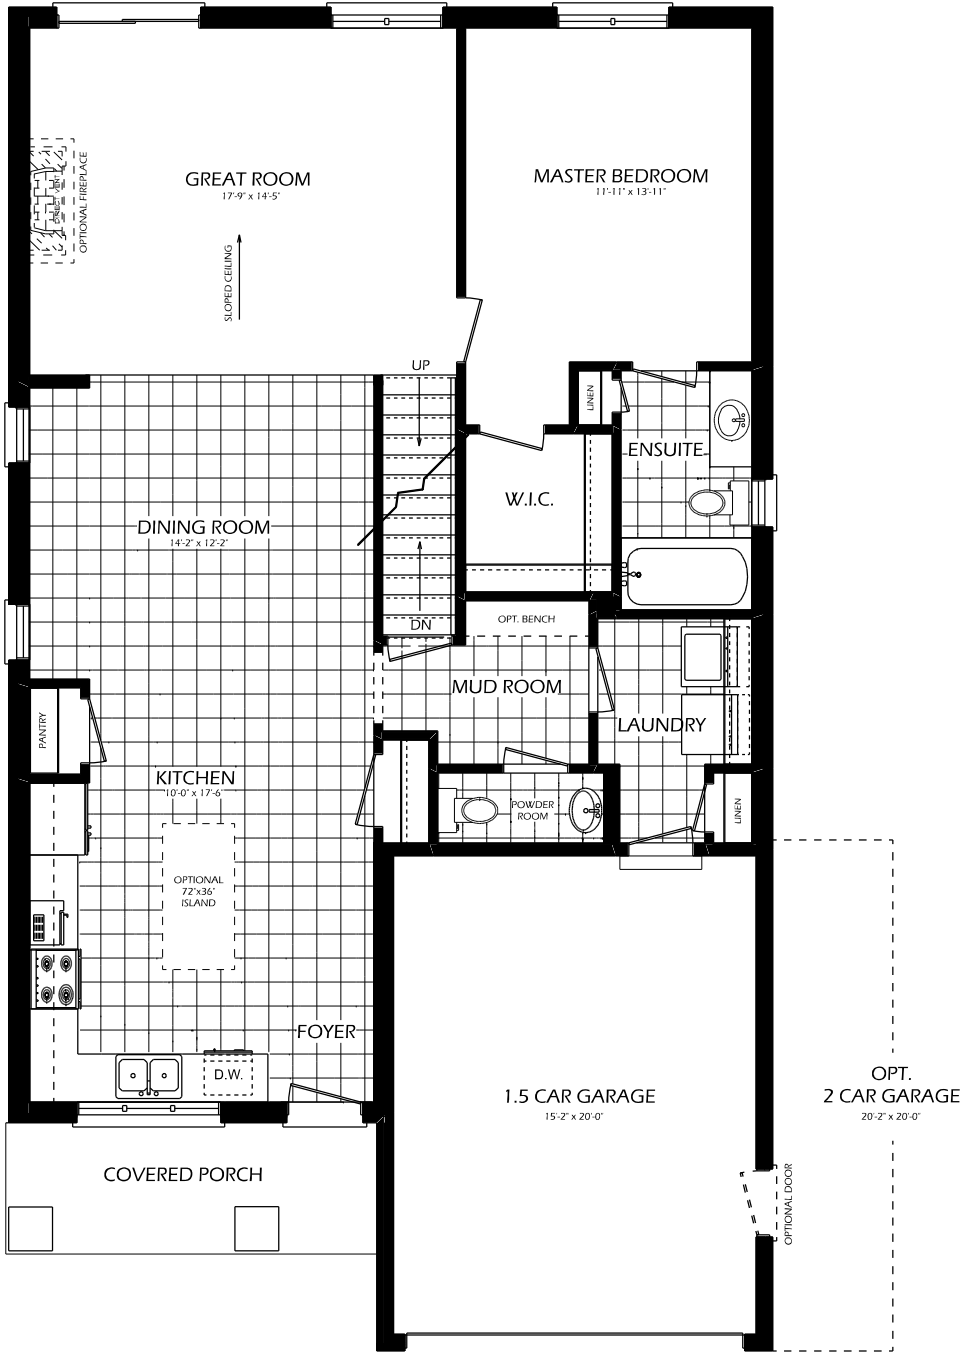 GREAT ROOM
17'-9" x 14'-5"
MASTER BEDROOM
11'-11" x 13'-11"
DIRECT VENT
OPTIONAL FIREPLACE
SLOPED CEILING
UP
LINEN
ENSUITE
W.I.C.
DINING ROOM
14'-2" x 12'-2"
DN
OPT. BENCH
MUD ROOM
LAUNDRY
PANTRY
KITCHEN
10'-0" x 17'-6"
POWDER
ROOM
LINEN
OPTIONAL
72"x36"
ISLAND
FOYER
D.W.
1.5 CAR GARAGE
15'-2" x 20'-0"
OPT.
2 CAR GARAGE
20'-2" x 20'-0"
COVERED PORCH
OPTIONAL DOOR